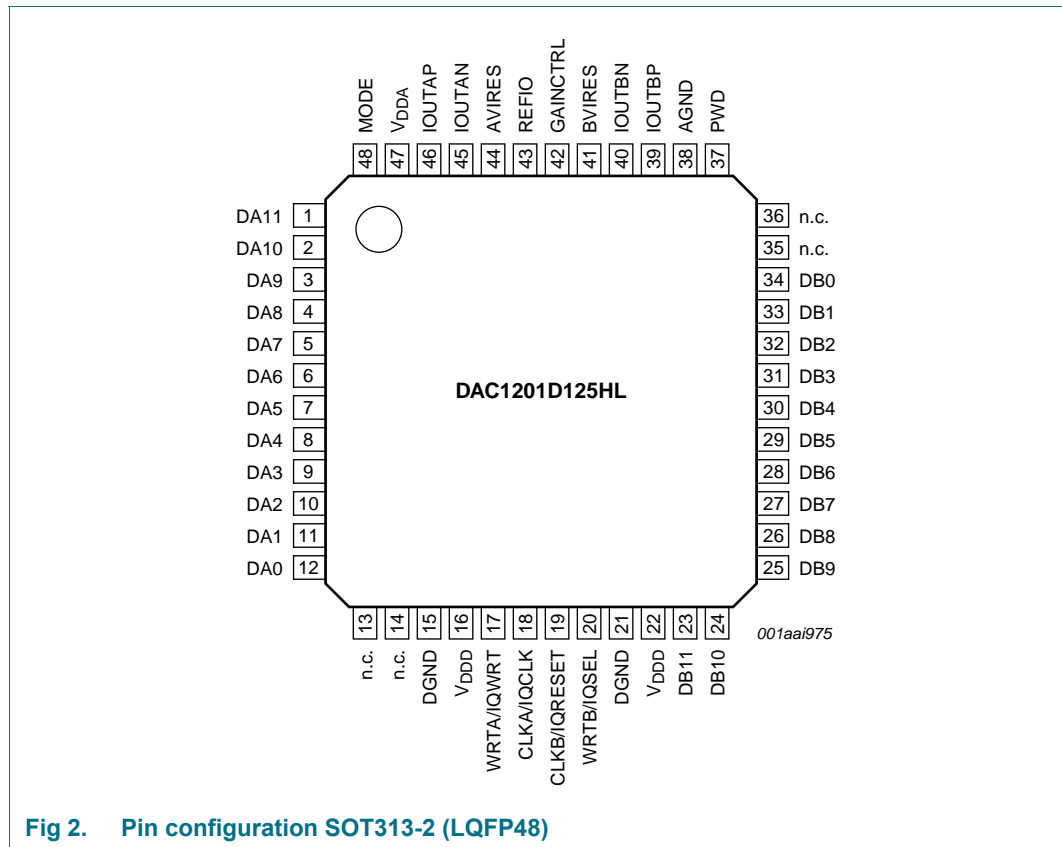 MODE
VDDA
IOUTAP
IOUTAN
AVIRES
REFIO
GAINCTRL
BVIRES
IOUTBN
IOUTBP
AGND
PWD
48
47
46
45
44
43
42
41
40
39
38
37
DA11 1
DA10 2
DA9 3
DA8 4
DA7 5
DA6 6
DA5 7
DA4 8
DA3 9
DA2 10
DA1 11
DA0 12
DAC1201D125HL
36 n.c.
35 n.c.
34 DB0
33 DB1
32 DB2
31 DB3
30 DB4
29 DB5
28 DB6
27 DB7
26 DB8
25 DB9
13
14
15
16
17
18
19
20
21
22
23
24
n.c.
n.c.
DGND
VDDD
WRTA/IQWRT
CLKA/IQCLK
CLKB/IQRESET
WRTB/IQSEL
DGND
VDDD
DB11
DB10
001aai975
Fig 2. Pin configuration SOT313-2 (LQFP48)